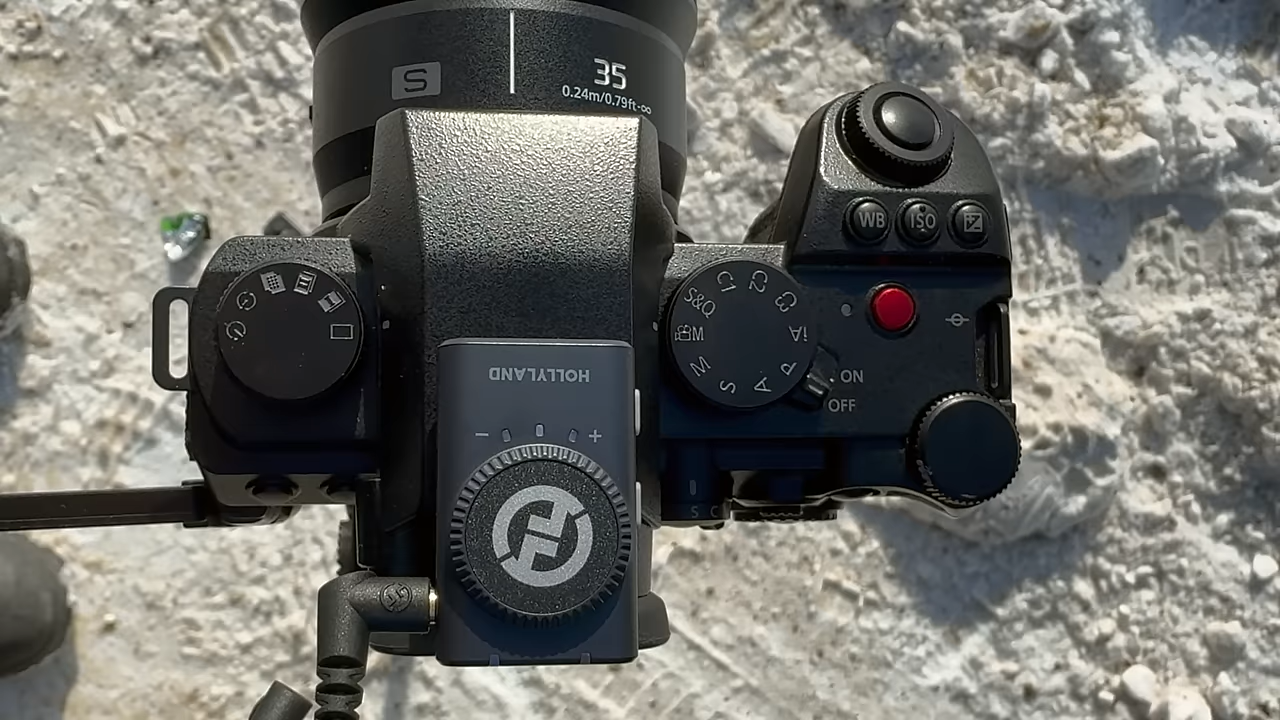 S
35
0.24m/0.79ft-∞
WB
ISO
S&Q
C1
C2
C3
M
iA
M
S
A
P
ON
OFF
HOLLYLAND
− +
S C